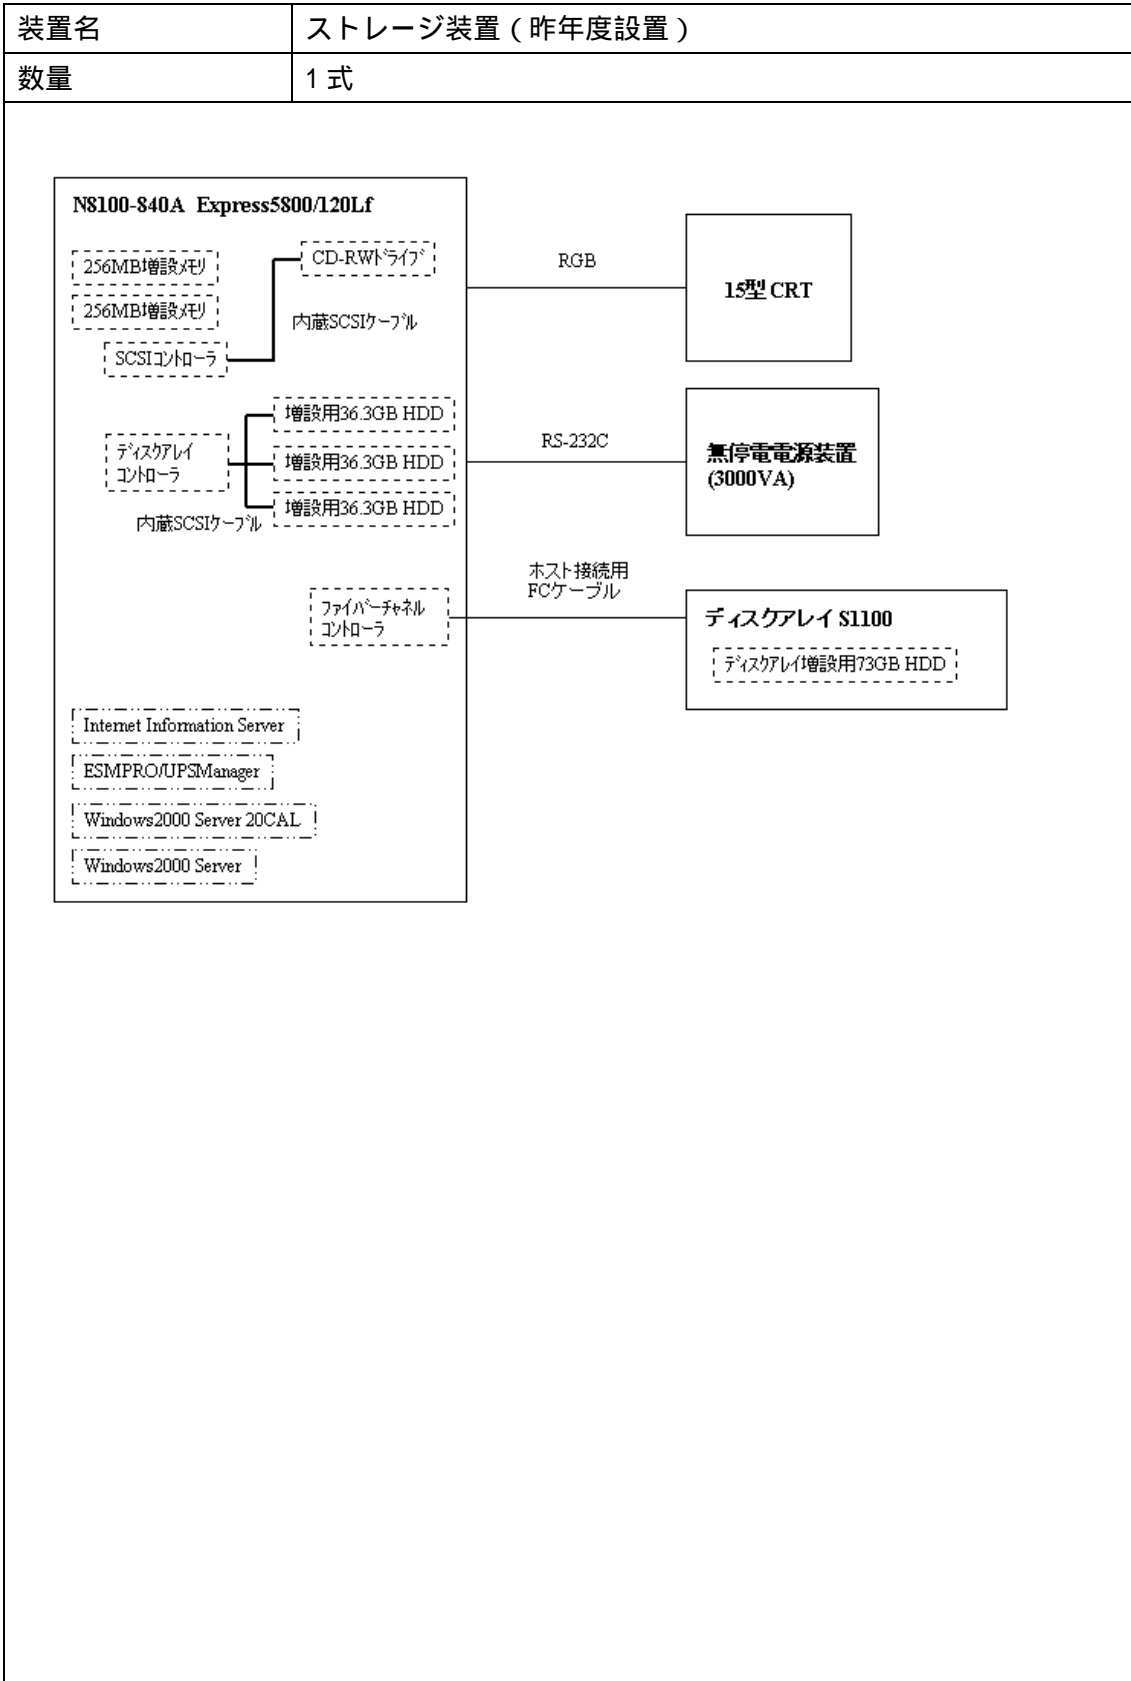 装置名
ストレージ装置（昨年度設置）
数量
1式
N8100-840A Express5800/120Lf
256MB増設ﾒﾓﾘ
256MB増設ﾒﾓﾘ
CD-RWﾄﾞﾗｲﾌﾞ
内蔵SCSIｹｰﾌﾞﾙ
SCSIｺﾝﾄﾛｰﾗ
増設用36.3GB HDD
ﾃﾞｨｽｸｱﾚｲ
ｺﾝﾄﾛｰﾗ
増設用36.3GB HDD
増設用36.3GB HDD
内蔵SCSIｹｰﾌﾞﾙ
ﾌｧｲﾊﾞｰﾁｬﾈﾙ
ｺﾝﾄﾛｰﾗ
Internet Information Server
ESMPRO/UPSManager
Windows2000 Server 20CAL
Windows2000 Server
RGB
15型CRT
RS-232C
無停電電源装置
(3000VA)
ホスト接続用
FCケーブル
ディスクアレイ S1100
ﾃﾞｨｽｸｱﾚｲ増設用73GB HDD